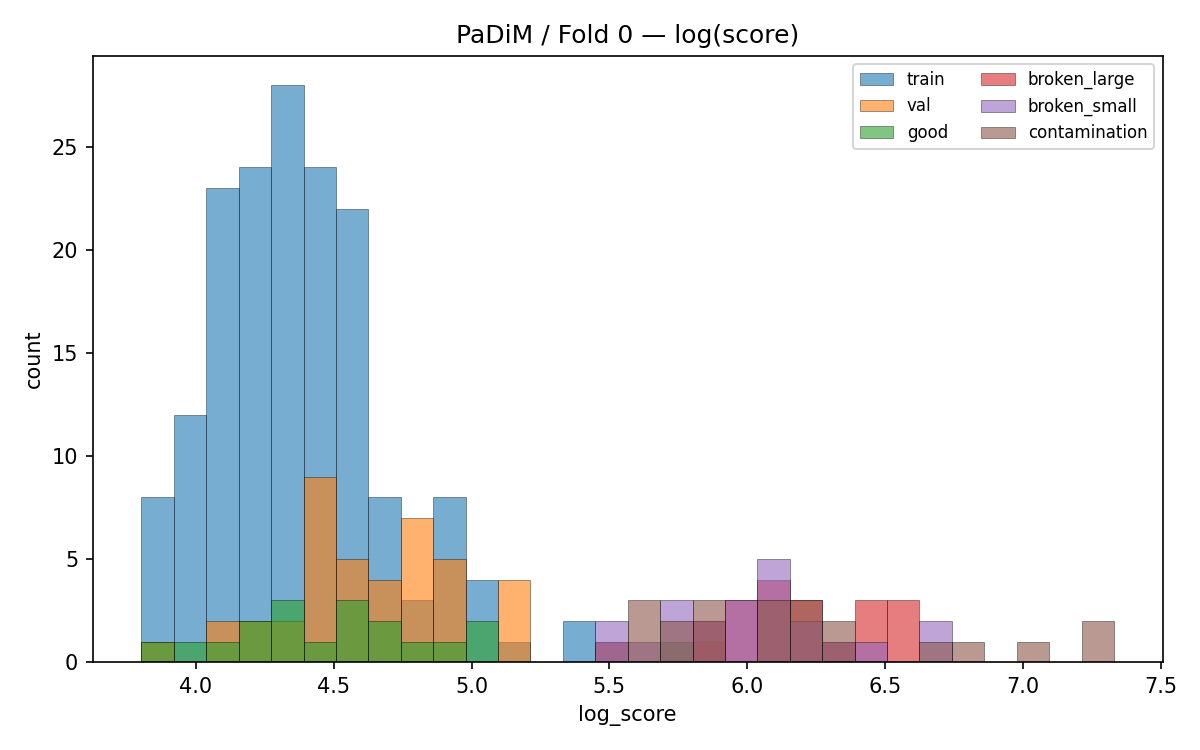 PaDiM / Fold 0 — log(score)
train
val
good
broken_large
broken_small
contamination
count
25
20
15
10
5
0
4.0 4.5 5.0 5.5 6.0 6.5 7.0 7.5
log_score